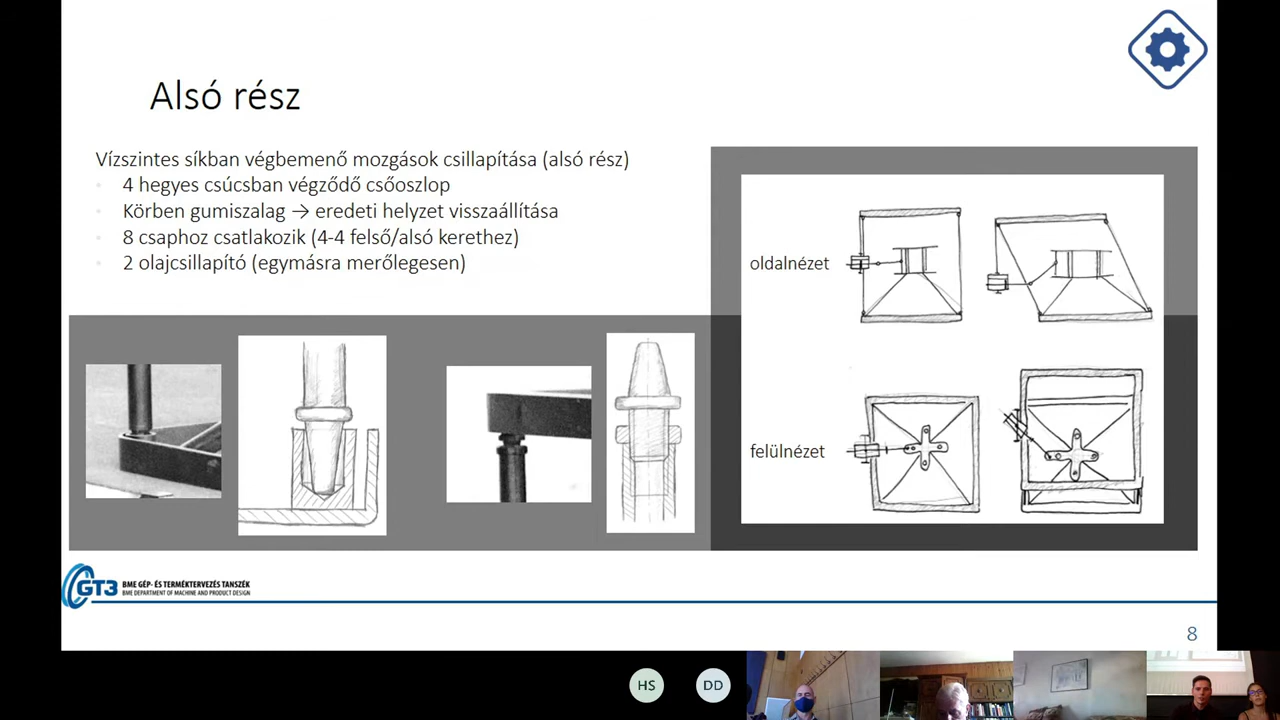 Alsó rész
Vízszintes síkban végbemenő mozgások csillapítása (alsó rész)
4 hegyes csúcsban végződő csőoszlop
Körben gumiszalag → eredeti helyzet visszaállítása
8 csaphoz csatlakozik (4-4 felső/alsó kerethez)
2 olajcsillapító (egymásra merőlegesen)
oldalnézet
felülnézet
GT3 BME GÉP- ÉS TERMÉKTERVEZÉS TANSZÉK
BME DEPARTMENT OF MACHINE AND PRODUCT DESIGN
8
HS
DD